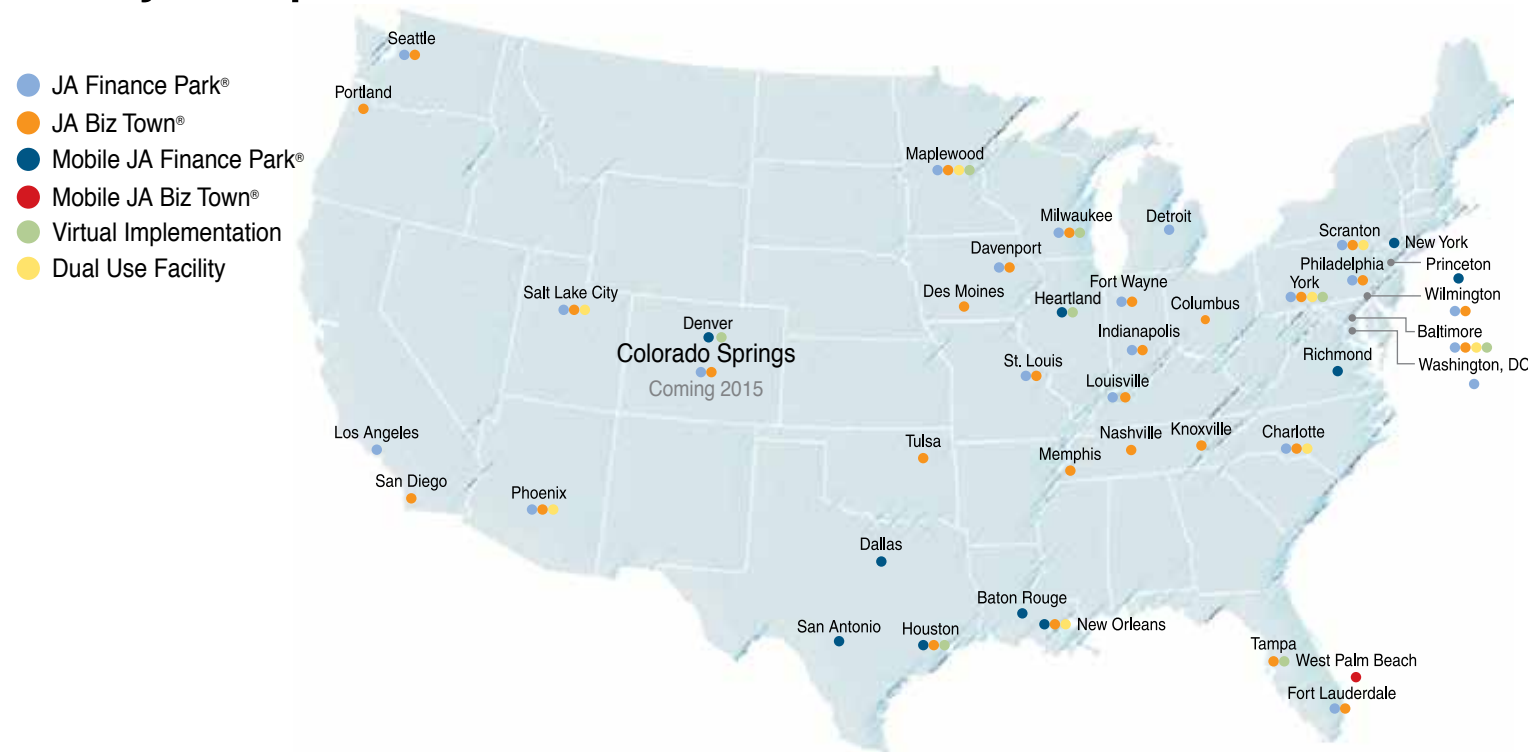 JA Finance Park®
JA Biz Town®
Mobile JA Finance Park®
Mobile JA Biz Town®
Virtual Implementation
Dual Use Facility
Seattle
Portland
Maplewood
Milwaukee
Detroit
Davenport
Des Moines
Heartland
Fort Wayne
Columbus
Indianapolis
St. Louis
Louisville
Scranton
New York
Philadelphia
Princeton
York
Wilmington
Baltimore
Richmond
Washington, DC
Salt Lake City
Denver
Colorado Springs
Coming 2015
Los Angeles
San Diego
Phoenix
Tulsa
Memphis
Nashville
Knoxville
Charlotte
Dallas
San Antonio
Houston
Baton Rouge
New Orleans
Tampa
West Palm Beach
Fort Lauderdale